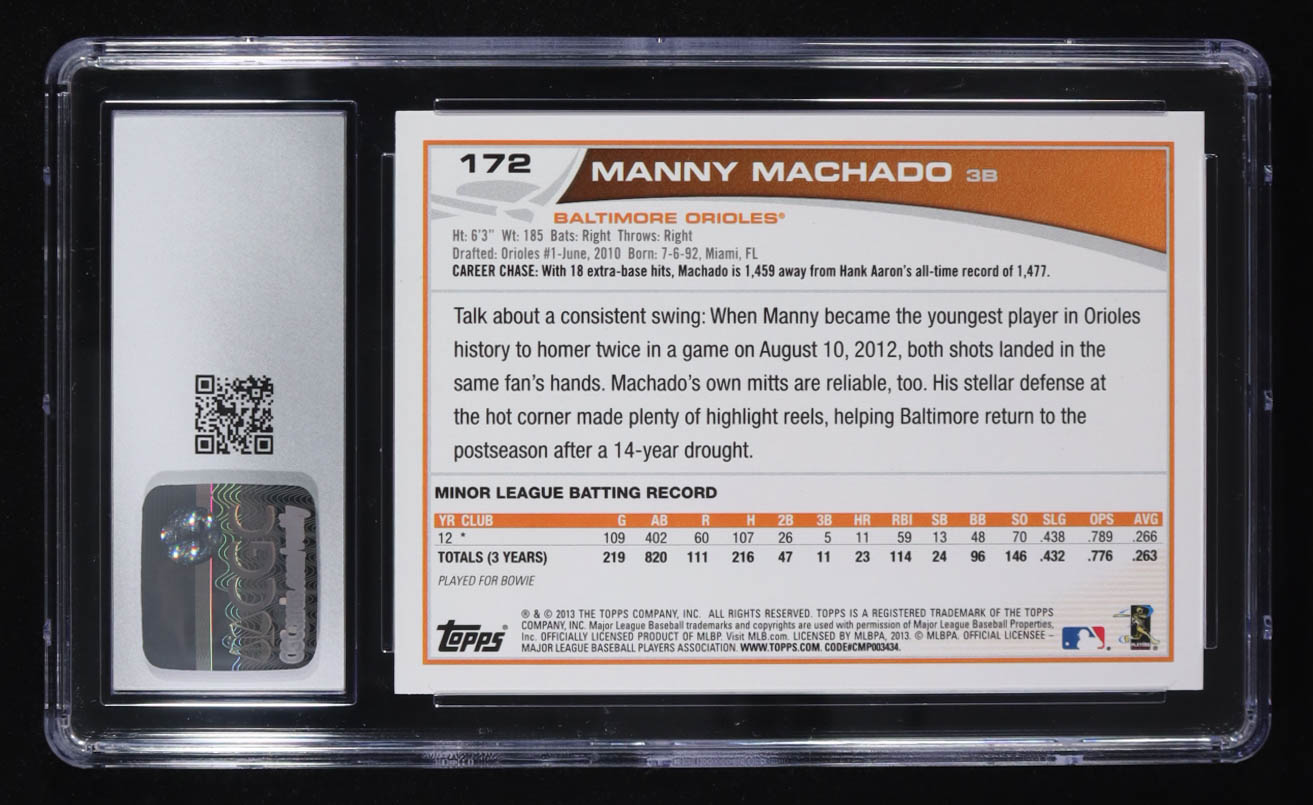 172 MANNY MACHADO 3B
BALTIMORE ORIOLES®
Ht: 6'3" Wt: 185 Bats: Right Throws: Right
Drafted: Orioles #1-June, 2010 Born: 7-6-92, Miami, FL
CAREER CHASE: With 18 extra-base hits, Machado is 1,459 away from Hank Aaron's all-time record of 1,477.
Talk about a consistent swing: When Manny became the youngest player in Orioles
history to homer twice in a game on August 10, 2012, both shots landed in the
same fan's hands. Machado's own mitts are reliable, too. His stellar defense at
the hot corner made plenty of highlight reels, helping Baltimore return to the
postseason after a 14-year drought.
MINOR LEAGUE BATTING RECORD
YR CLUB G AB R H 2B 3B HR RBI SB BB SO SLG OPS AVG
12 * 109 402 60 107 26 5 11 59 13 48 70 .438 .789 .266
TOTALS (3 YEARS) 219 820 111 216 47 11 23 114 24 96 146 .432 .776 .263
PLAYED FOR BOWIE
topps®
® & © 2013 THE TOPPS COMPANY, INC. ALL RIGHTS RESERVED. TOPPS IS A REGISTERED TRADEMARK OF THE TOPPS
COMPANY, INC. Major League Baseball trademarks and copyrights are used with permission of Major League Baseball Properties,
Inc. OFFICIALLY LICENSED PRODUCT OF MLBP. Visit MLB.com. LICENSED BY MLBPA, 2013. © MLBPA. OFFICIAL LICENSEE –
MAJOR LEAGUE BASEBALL PLAYERS ASSOCIATION. WWW.TOPPS.COM. CODE#CMP003434.